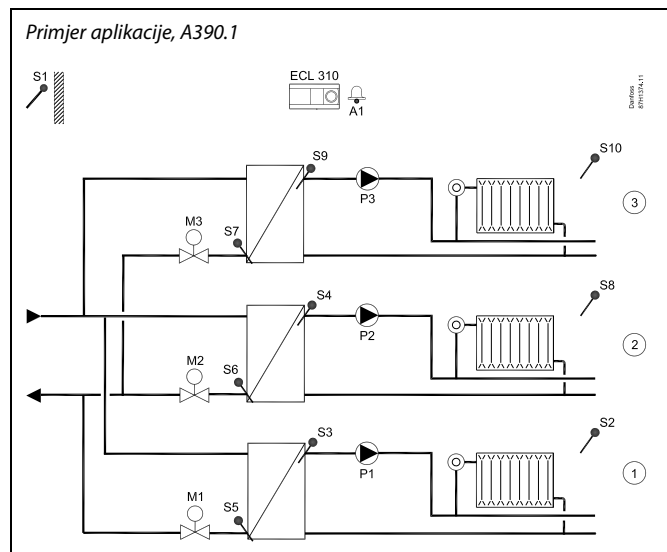 Primjer aplikacije, A390.1
S1
ECL 310
A1
Danfoss
87H1374.11
S9
S10
P3
3
M3
S7
S4
S8
P2
2
M2
S6
S3
S2
P1
1
M1
S5